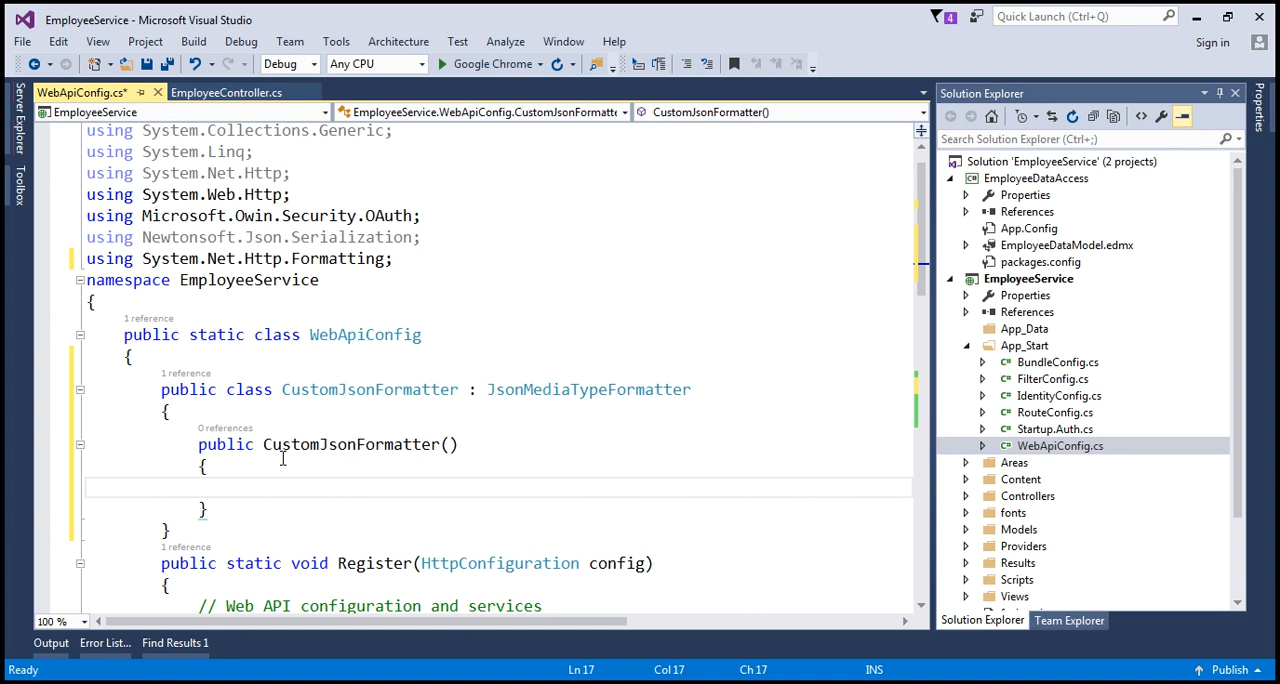 EmployeeService - Microsoft Visual Studio
4
Quick Launch (Ctrl+Q)
File Edit View Project Build Debug Team Tools Architecture Test Analyze Window Help
Sign in
Debug Any CPU Google Chrome
Server Explorer
Toolbox
WebApiConfig.cs* EmployeeController.cs
EmployeeService EmployeeService.WebApiConfig.CustomJsonFormatte CustomJsonFormatter()
using System.Collections.Generic;
using System.Linq;
using System.Net.Http;
using System.Web.Http;
using Microsoft.Owin.Security.OAuth;
using Newtonsoft.Json.Serialization;
using System.Net.Http.Formatting;
namespace EmployeeService
{
1 reference
public static class WebApiConfig
{
1 reference
public class CustomJsonFormatter : JsonMediaTypeFormatter
{
0 references
public CustomJsonFormatter()
{
}
}
1 reference
public static void Register(HttpConfiguration config)
{
// Web API configuration and services
100 %
Solution Explorer
Search Solution Explorer (Ctrl+;)
Solution 'EmployeeService' (2 projects)
EmployeeDataAccess
Properties
References
App.Config
EmployeeDataModel.edmx
packages.config
EmployeeService
Properties
References
App_Data
App_Start
BundleConfig.cs
FilterConfig.cs
IdentityConfig.cs
RouteConfig.cs
Startup.Auth.cs
WebApiConfig.cs
Areas
Content
Controllers
fonts
Models
Providers
Results
Scripts
Views
Solution Explorer Team Explorer
Properties
Output Error List... Find Results 1
Ready Ln 17 Col 17 Ch 17 INS Publish